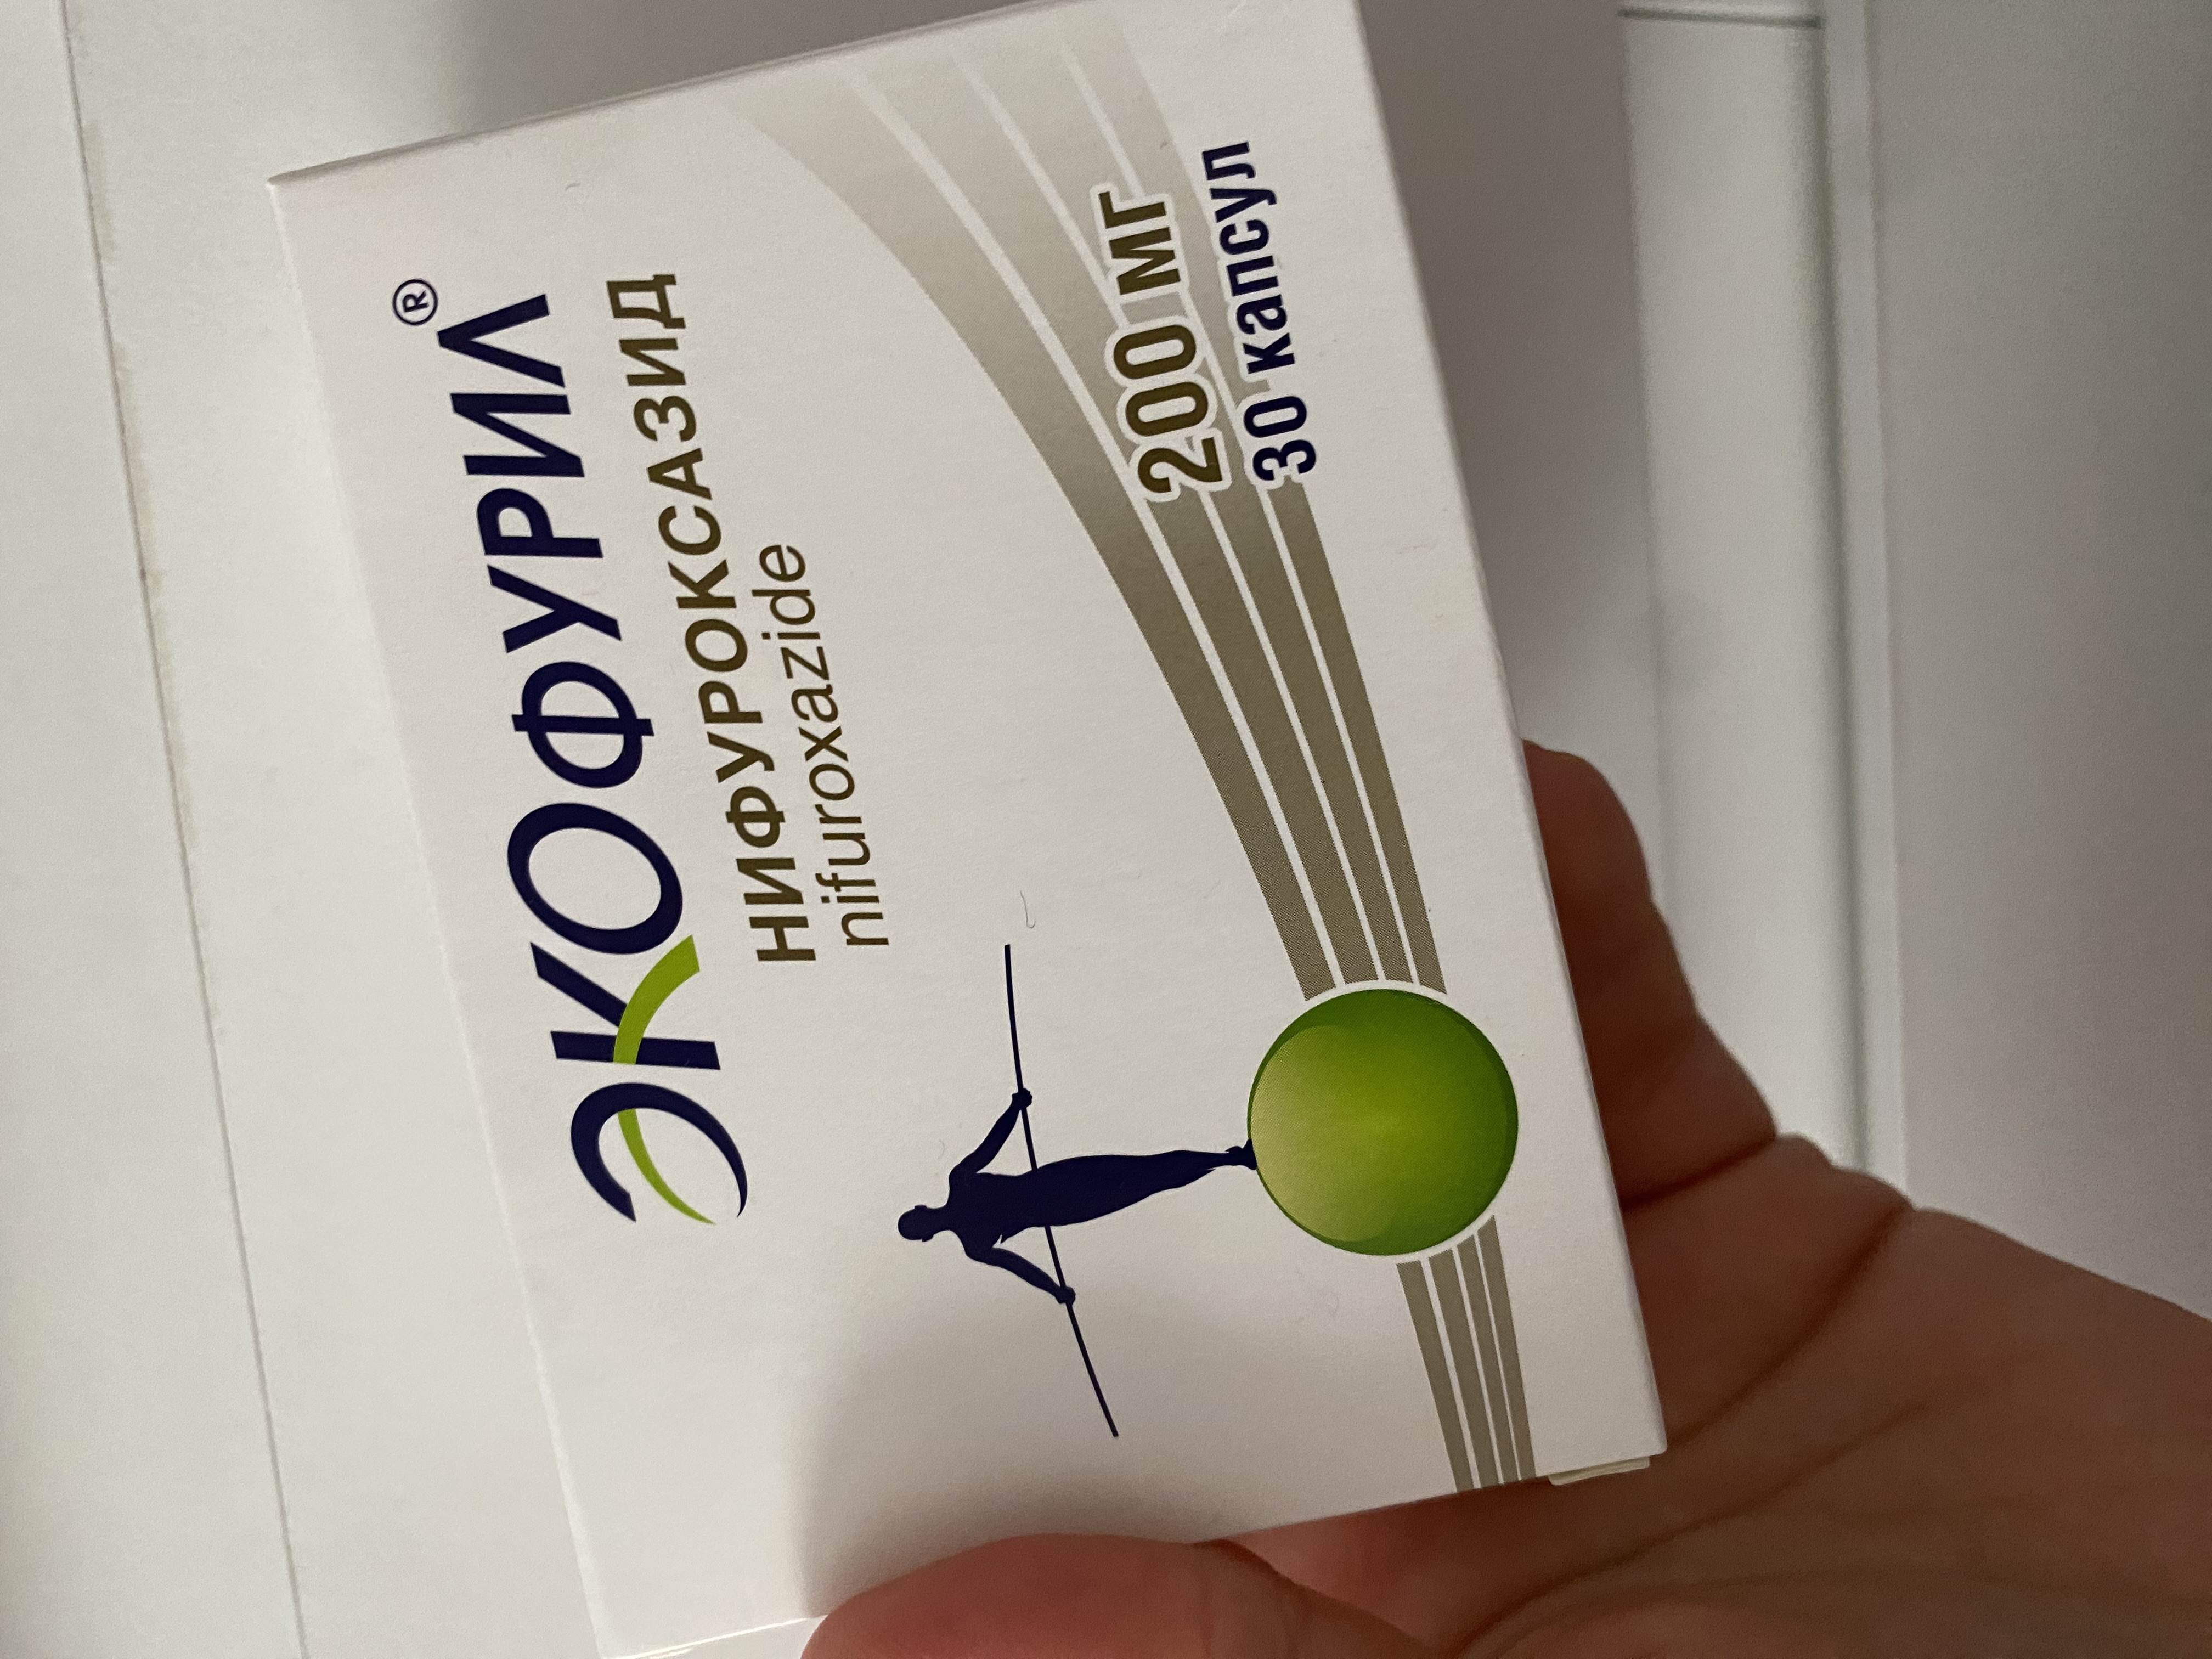 ЭКОФУРИЛ®
НИФУРОКСАЗИД
nifuroxazide
200 мг
30 капсул